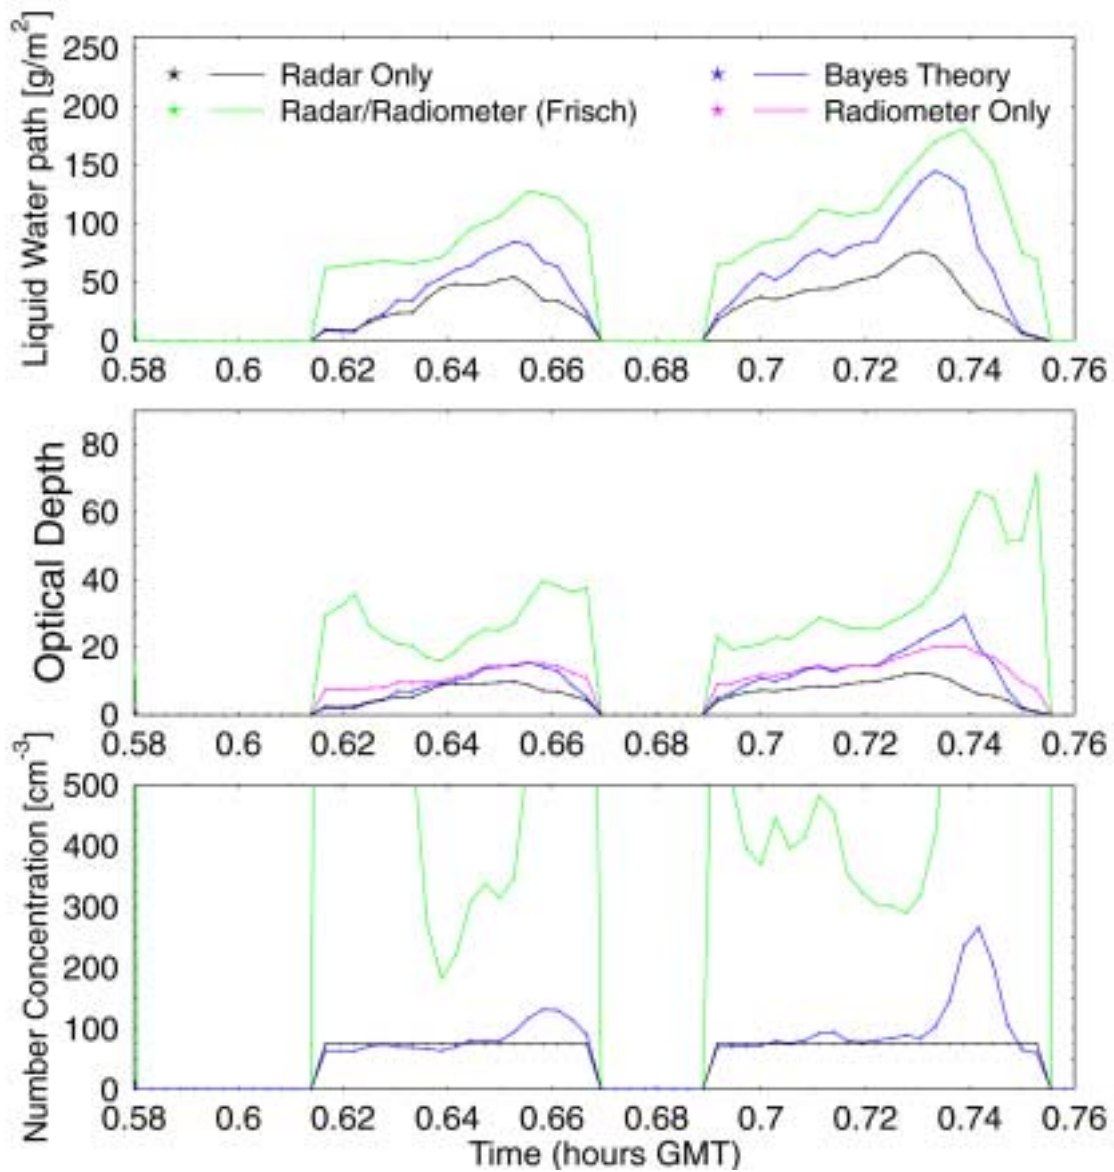 Liquid Water path [g/m²]
250
200
150
100
50
0
Radar Only
Bayes Theory
Radar/Radiometer (Frisch)
Radiometer Only
0.58 0.6 0.62 0.64 0.66 0.68 0.7 0.72 0.74 0.76
Optical Depth
80
60
40
20
0
0.58 0.6 0.62 0.64 0.66 0.68 0.7 0.72 0.74 0.76
Number Concentration [cm⁻³]
500
400
300
200
100
0
0.58 0.6 0.62 0.64 0.66 0.68 0.7 0.72 0.74 0.76
Time (hours GMT)